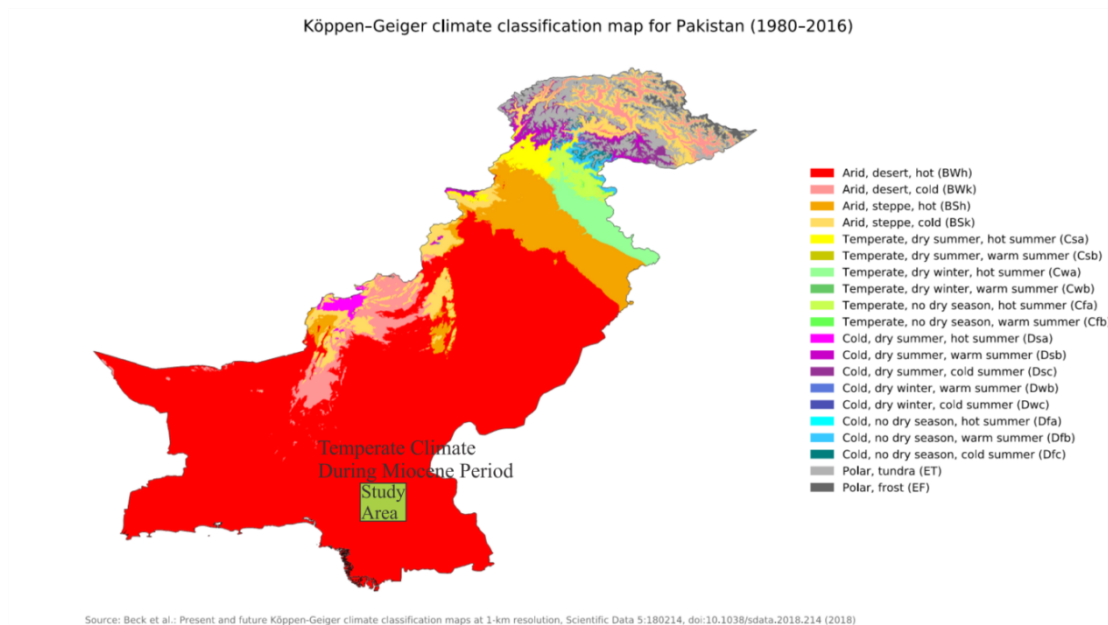 Köppen–Geiger climate classification map for Pakistan (1980–2016)
Arid, desert, hot (BWh)
Arid, desert, cold (BWk)
Arid, steppe, hot (BSh)
Arid, steppe, cold (BSk)
Temperate, dry summer, hot summer (Csa)
Temperate, dry summer, warm summer (Csb)
Temperate, dry winter, hot summer (Cwa)
Temperate, dry winter, warm summer (Cwb)
Temperate, no dry season, hot summer (Cfa)
Temperate, no dry season, warm summer (Cfb)
Cold, dry summer, hot summer (Dsa)
Cold, dry summer, warm summer (Dsb)
Cold, dry summer, cold summer (Dsc)
Cold, dry winter, warm summer (Dwb)
Cold, dry winter, cold summer (Dwc)
Cold, no dry season, hot summer (Dfa)
Cold, no dry season, warm summer (Dfb)
Cold, no dry season, cold summer (Dfc)
Polar, tundra (ET)
Polar, frost (EF)
Temperate Climate
During Miocene Period
Study
Area
Source: Beck et al.: Present and future Köppen-Geiger climate classification maps at 1-km resolution, Scientific Data 5:180214, doi:10.1038/sdata.2018.214 (2018)